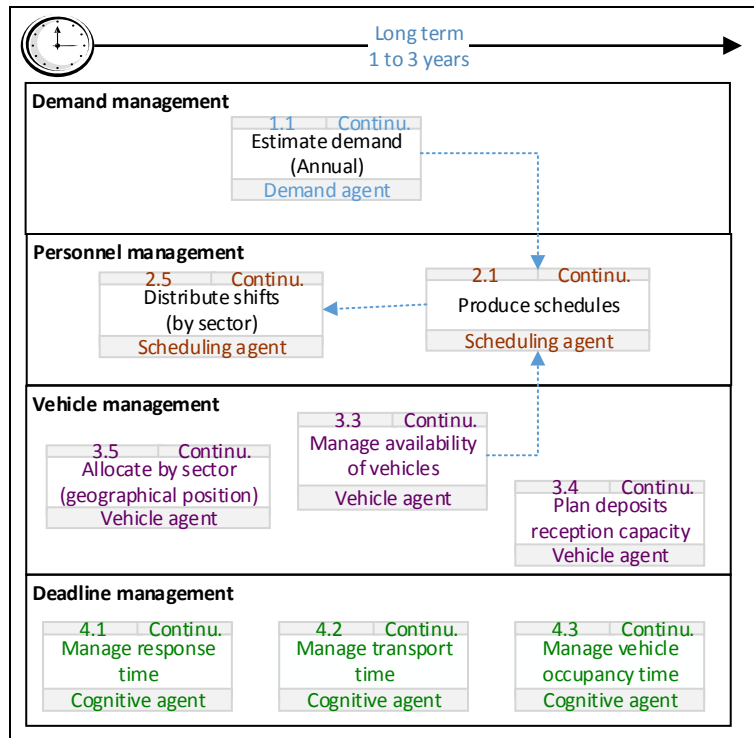 Long term
1 to 3 years
Demand management
1.1 Continu.
Estimate demand
(Annual)
Demand agent
Personnel management
2.5 Continu.
Distribute shifts
(by sector)
Scheduling agent
2.1 Continu.
Produce schedules
Scheduling agent
Vehicle management
3.5 Continu.
Allocate by sector
(geographical position)
Vehicle agent
3.3 Continu.
Manage availability
of vehicles
Vehicle agent
3.4 Continu.
Plan deposits
reception capacity
Vehicle agent
Deadline management
4.1 Continu.
Manage response
time
Cognitive agent
4.2 Continu.
Manage transport
time
Cognitive agent
4.3 Continu.
Manage vehicle
occupancy time
Cognitive agent